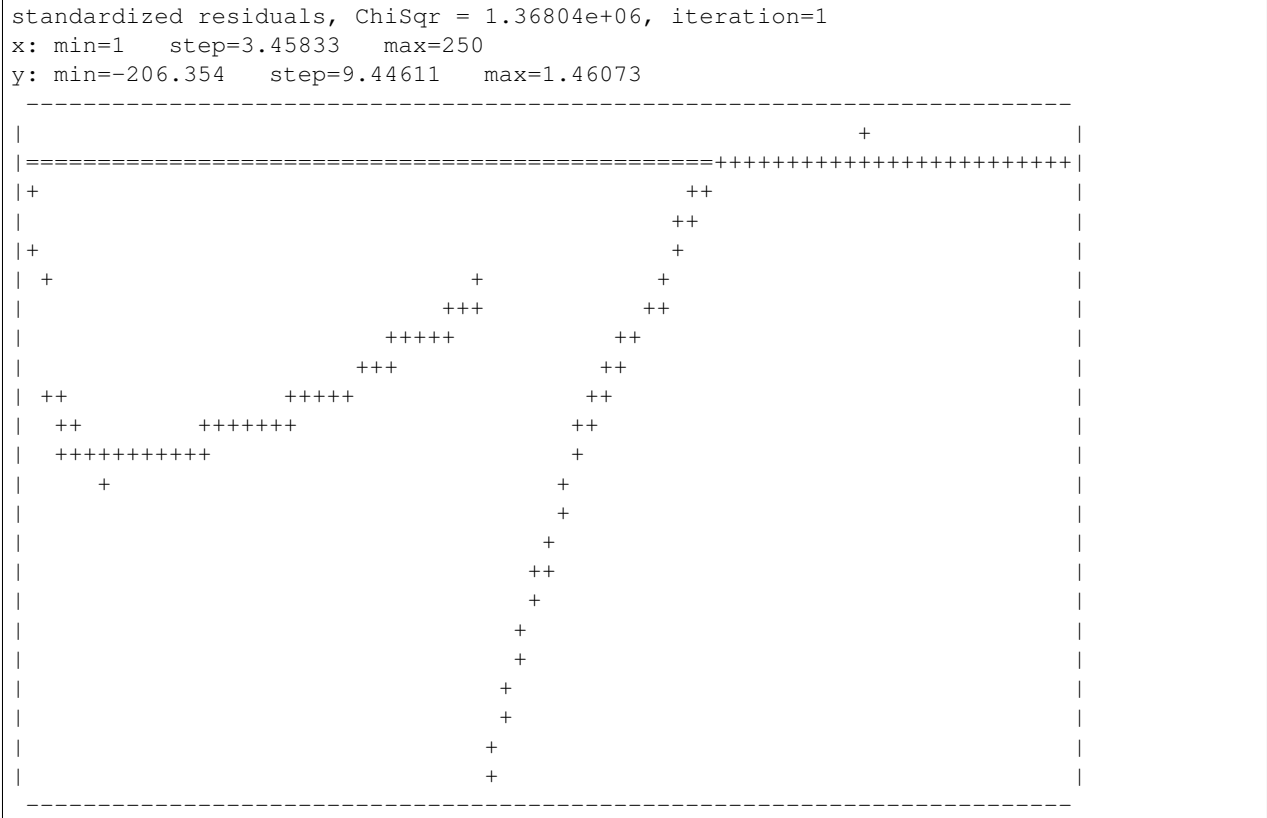 standardized residuals, ChiSqr = 1.36804e+06, iteration=1
x: min=1   step=3.45833   max=250
y: min=-206.354   step=9.44611   max=1.46073
 -------------------------------------------------------------------------
|                                                          +              |
|================================================+++++++++++++++++++++++++|
|+                                             ++                         |
|                                             ++                          |
|+                                            +                           |
| +                             +            +                            |
|                             +++           ++                            |
|                         +++++           ++                              |
|                       +++              ++                               |
| ++               +++++                ++                                |
|  ++        +++++++                   ++                                 |
|  +++++++++++                         +                                  |
|     +                               +                                   |
|                                     +                                   |
|                                    +                                    |
|                                   ++                                    |
|                                   +                                     |
|                                  +                                      |
|                                  +                                      |
|                                 +                                       |
|                                 +                                       |
|                                +                                        |
|                                +                                        |
 -------------------------------------------------------------------------